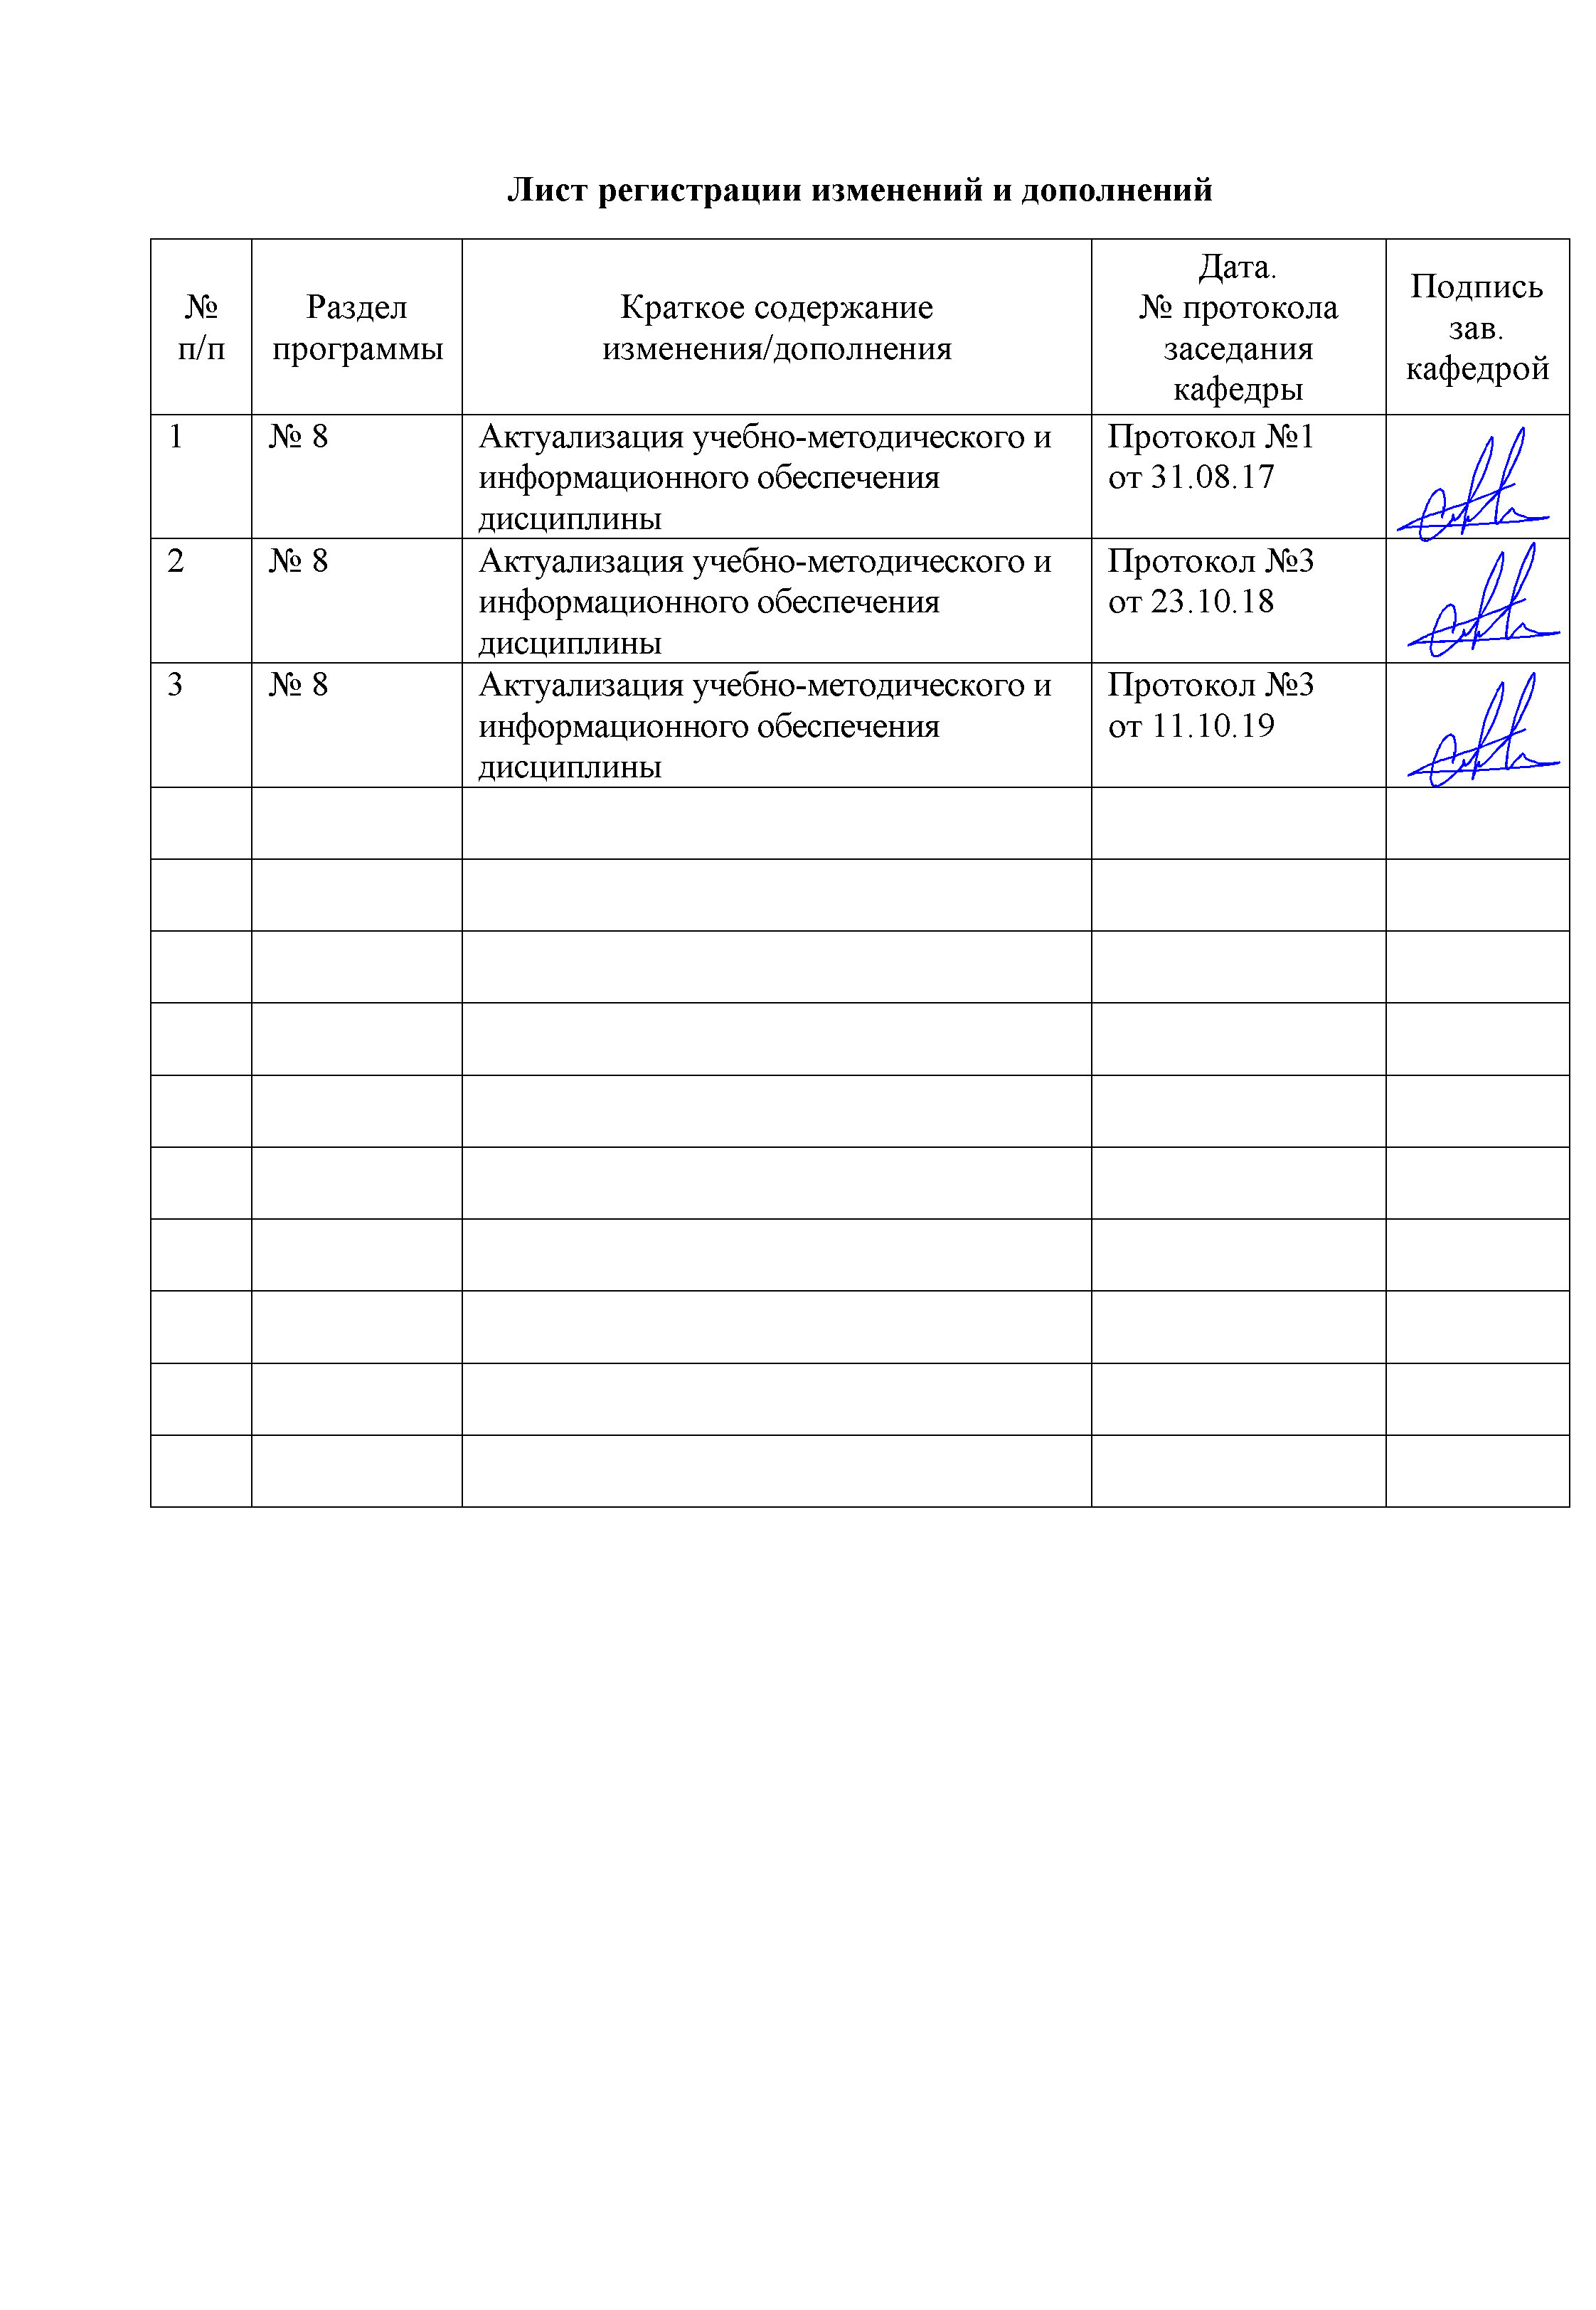 Лист регистрации изменений и дополнений
№
п/п
Раздел
программы
Краткое содержание
изменения/дополнения
Дата.
№ протокола
заседания
кафедры
Подпись
зав.
кафедрой
1
№ 8
Актуализация учебно-методического и
информационного обеспечения
дисциплины
Протокол №1
от 31.08.17
2
№ 8
Актуализация учебно-методического и
информационного обеспечения
дисциплины
Протокол №3
от 23.10.18
3
№ 8
Актуализация учебно-методического и
информационного обеспечения
дисциплины
Протокол №3
от 11.10.19